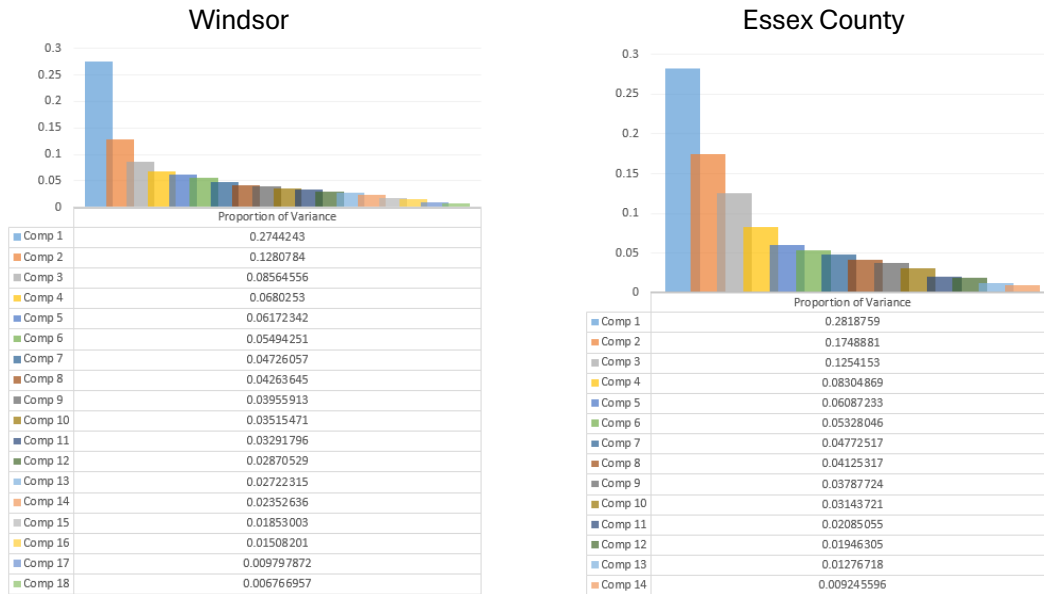 Windsor
0.3
0.25
0.2
0.15
0.1
0.05
0
Proportion of Variance
Comp 1 0.2744243
Comp 2 0.1280784
Comp 3 0.08564556
Comp 4 0.0680253
Comp 5 0.06172342
Comp 6 0.05494251
Comp 7 0.04726057
Comp 8 0.04263645
Comp 9 0.03955913
Comp 10 0.03515471
Comp 11 0.03291796
Comp 12 0.02870529
Comp 13 0.02722315
Comp 14 0.02352636
Comp 15 0.01853003
Comp 16 0.01508201
Comp 17 0.009797872
Comp 18 0.006766957
Essex County
0.3
0.25
0.2
0.15
0.1
0.05
0
Proportion of Variance
Comp 1 0.2818759
Comp 2 0.1748881
Comp 3 0.1254153
Comp 4 0.08304869
Comp 5 0.06087233
Comp 6 0.05328046
Comp 7 0.04772517
Comp 8 0.04125317
Comp 9 0.03787724
Comp 10 0.03143721
Comp 11 0.02085055
Comp 12 0.01946305
Comp 13 0.01276718
Comp 14 0.009245596